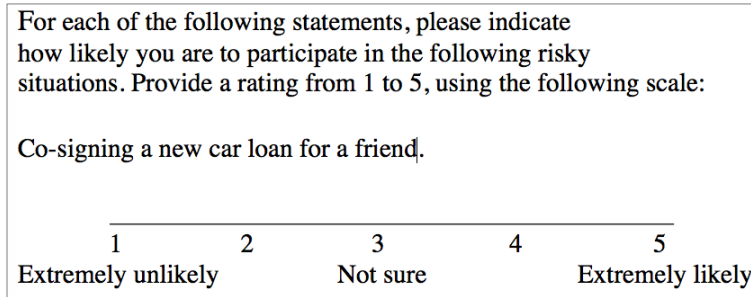 For each of the following statements, please indicate
how likely you are to participate in the following risky
situations. Provide a rating from 1 to 5, using the following scale:
Co-signing a new car loan for a friend.
1 2 3 4 5
Extremely unlikely Not sure Extremely likely